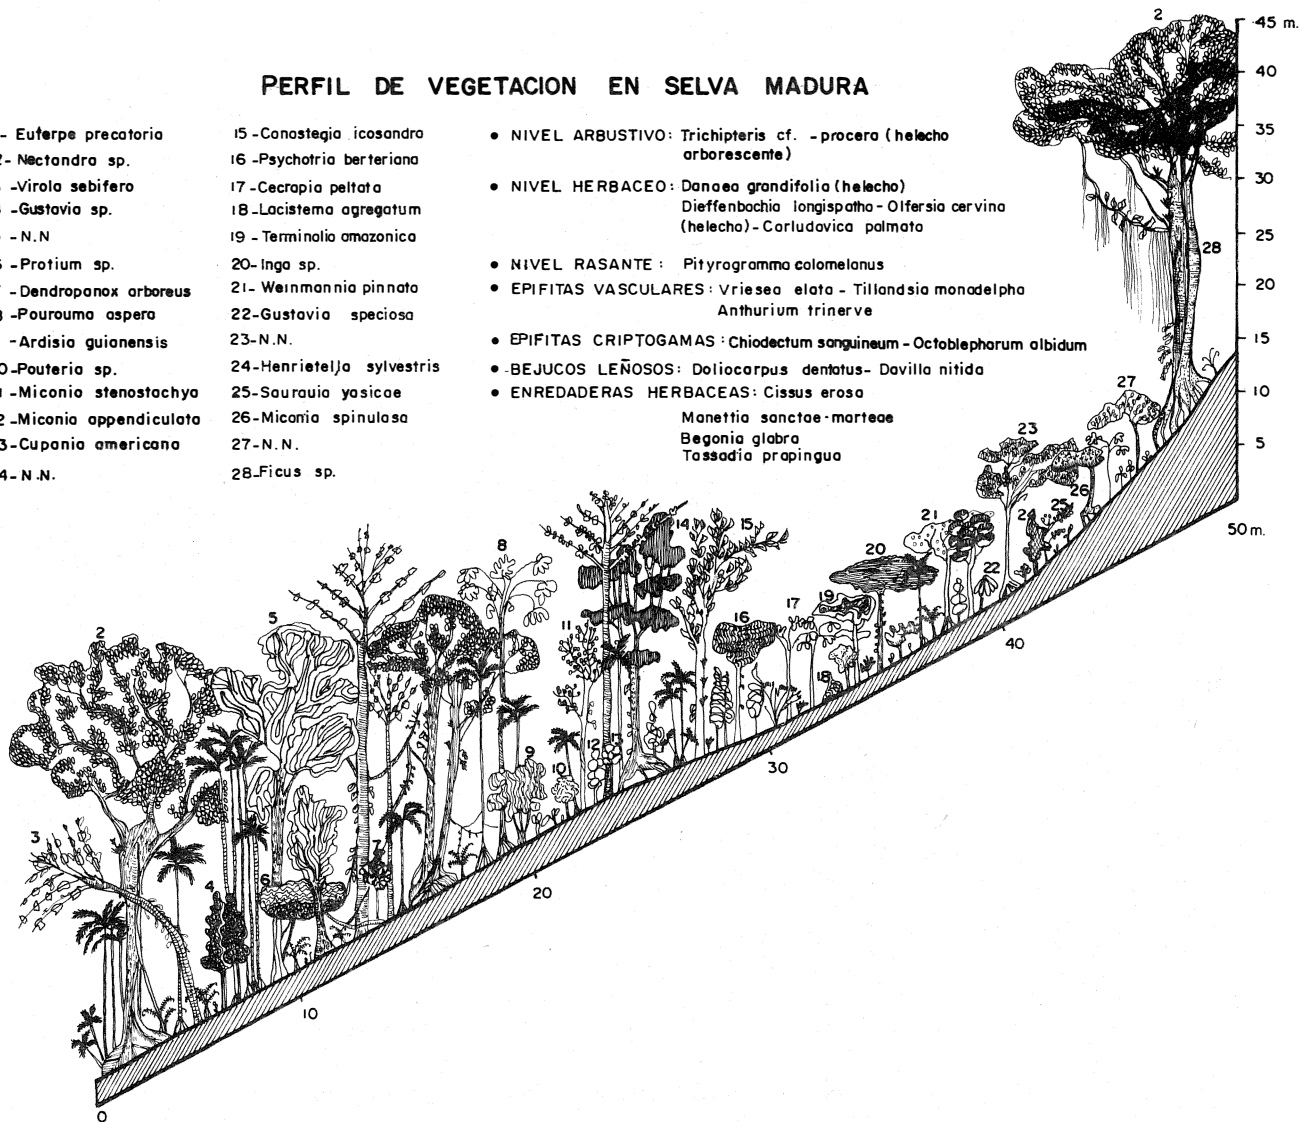 PERFIL DE VEGETACION EN SELVA MADURA
- Euterpe precatoria
2- Nectandra sp.
-Virola sebifero
-Gustavia sp.
-N.N
-Protium sp.
-Dendropanox arboreus
-Pourouma aspera
-Ardisia guianensis
0-Pouteria sp.
1-Miconia stenostachya
2-Miconia appendiculata
3-Cupania americana
4-N.N.
15-Conostegia icosandra
16-Psychotria berteriana
17-Cecropia peltata
18-Lacistema agregatum
19-Terminalia amazonica
20-Inga sp.
21-Weinmannia pinnata
22-Gustavia speciosa
23-N.N.
24-Henrietella sylvestris
25-Saurauia yasicae
26-Miconia spinulosa
27-N.N.
28-Ficus sp.
• NIVEL ARBUSTIVO: Trichipteris cf. - procera (helecho
arborescente)
• NIVEL HERBACEO: Danaea grandifolia (helecho)
Dieffenbachia longispatha-Olfersia cervina
(helecho)-Carludovica palmata
• NIVEL RASANTE: Pityrogramma calomelanus
• EPIFITAS VASCULARES: Vriesea elata - Tillandsia monadelpha
Anthurium trinerve
• EPIFITAS CRIPTOGAMAS: Chiodectum sanguineum-Octoblepharum albidum
• -BEJUCOS LEÑOSOS: Doliocarpus dentatus- Davilla nitida
• ENREDADERAS HERBACEAS: Cissus erosa
Manettia sanctae-marteae
Begonia glabra
Tassadia propingua
2
45 m.
40
35
30
28
25
20
15
27
10
23
5
26
25
24
50 m.
21
22
20
40
19
17
18
15
14
16
30
8
11
13
12
10
9
20
5
2
7
6
4
3
10
0